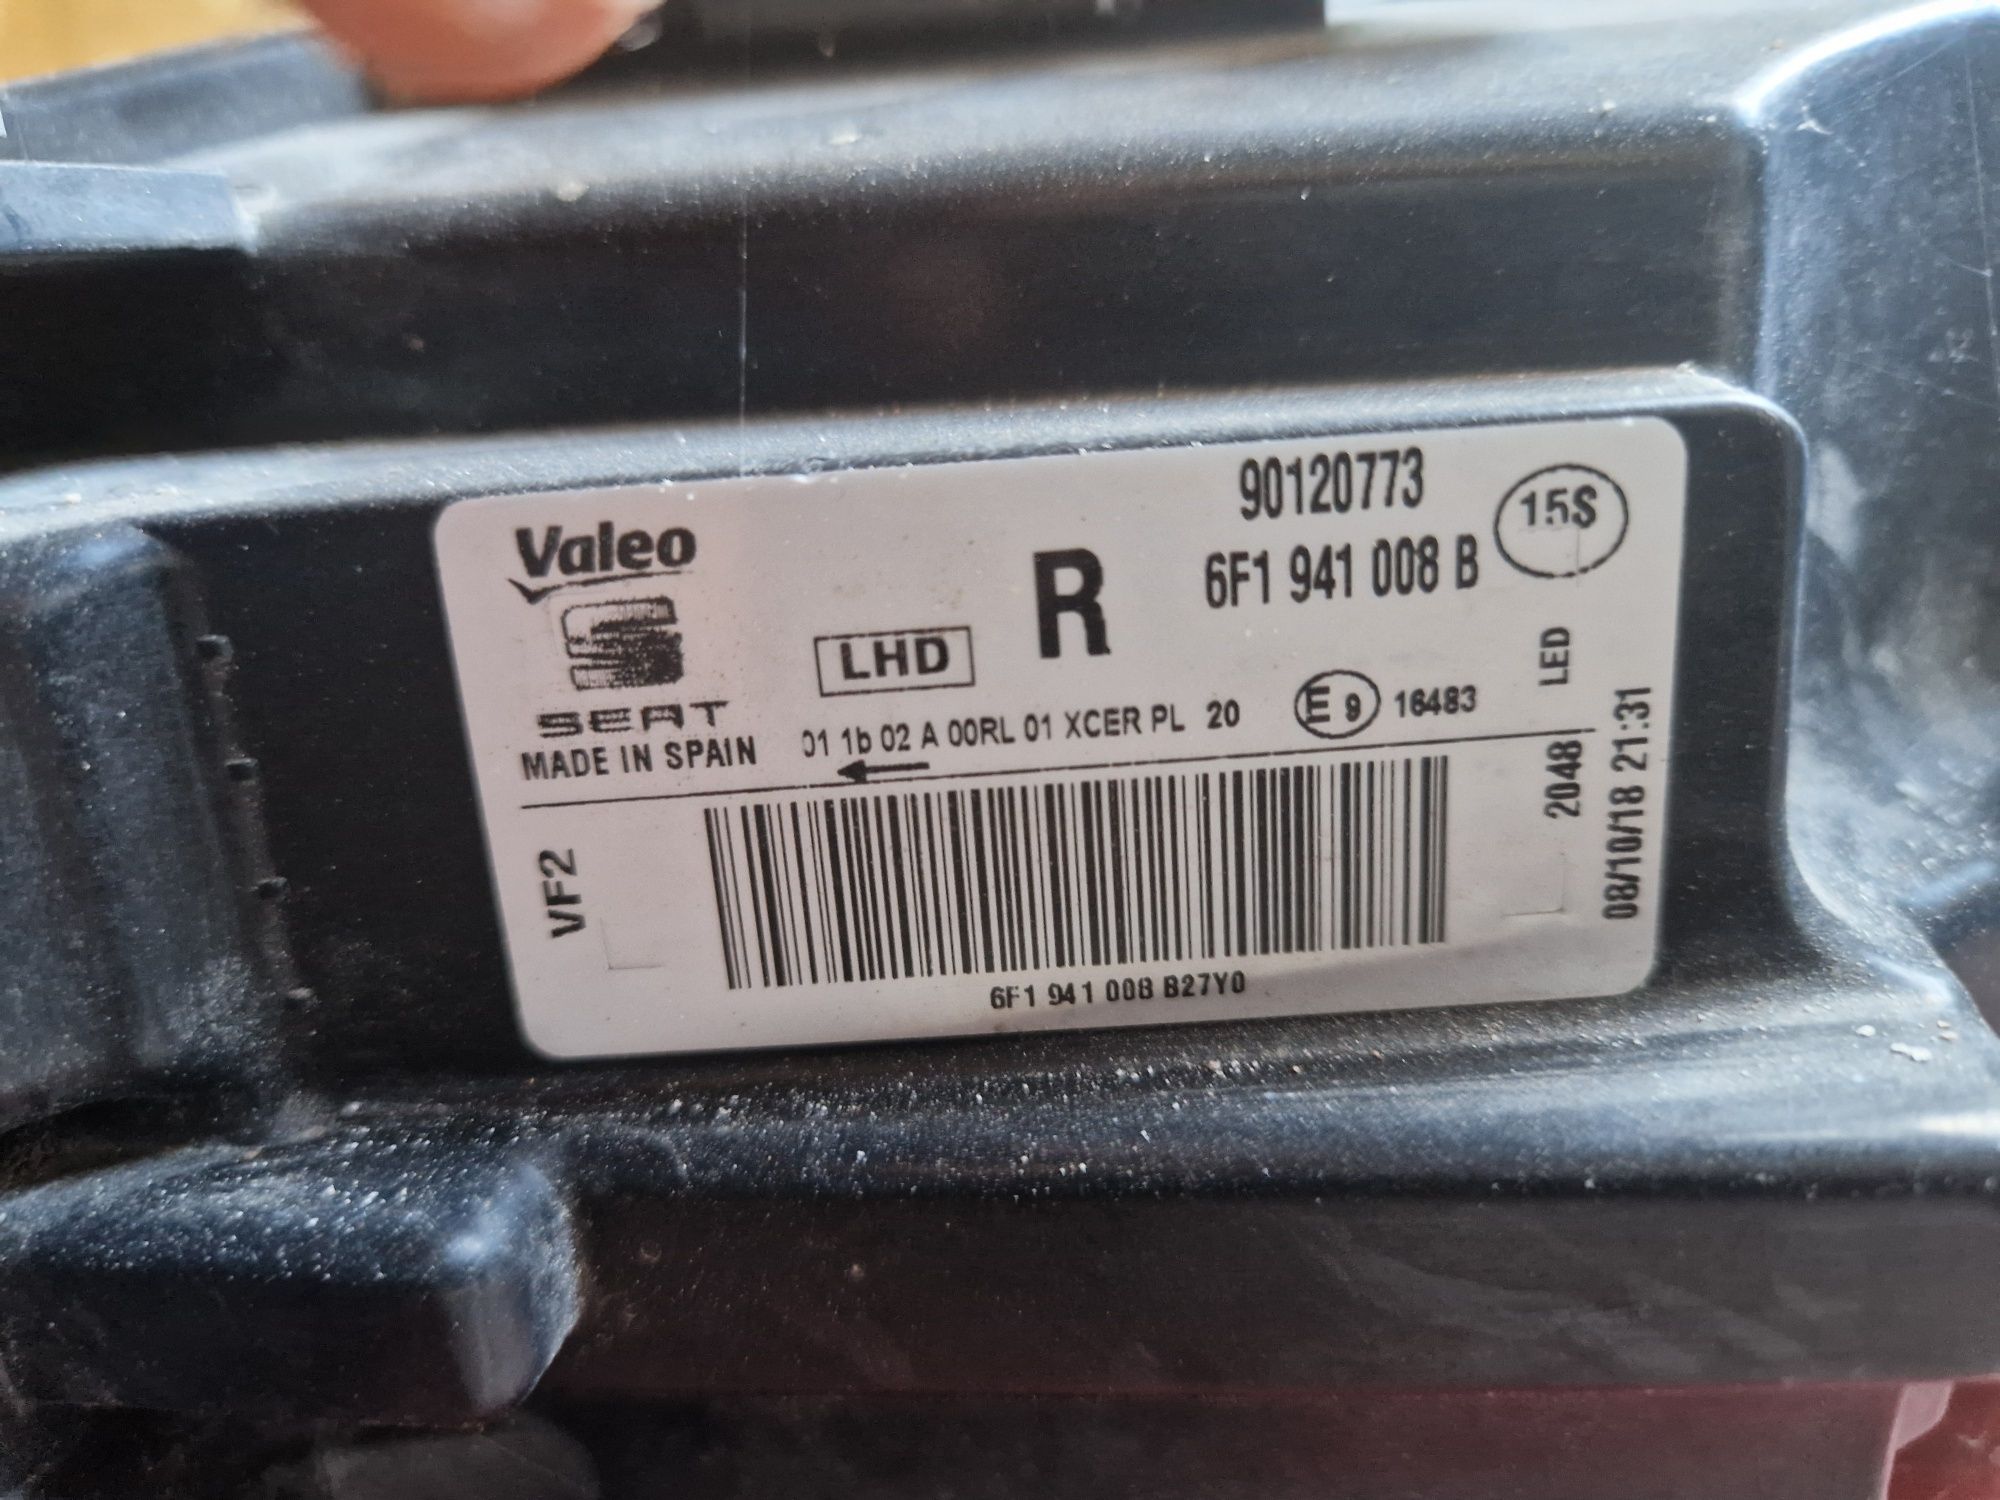 Valeo
SEAT
MADE IN SPAIN
LHD
R
90120773
6F1 941 008 B
15S
01 1b 02 A 00RL 01 XCER PL 20
E 9 16483
LED
VF2
2048
08/10/18 21:31
6F1 941 008 B27Y0